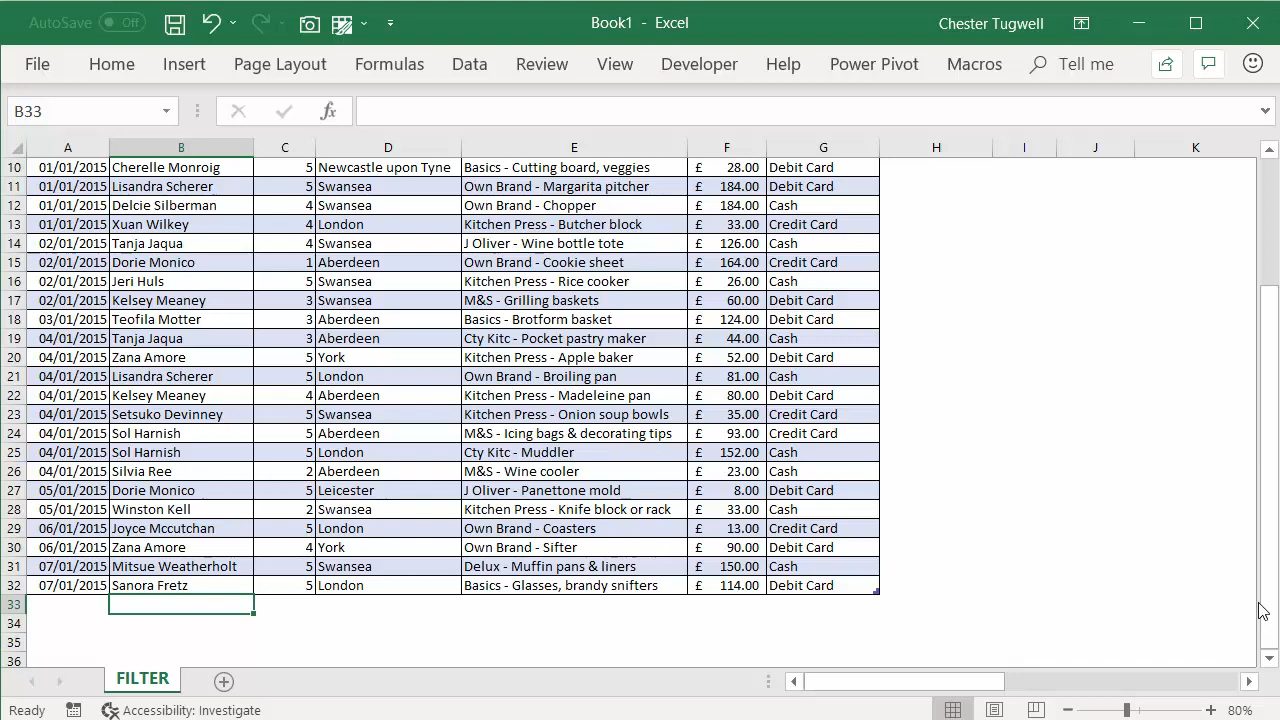 AutoSave Off Book1 - Excel Chester Tugwell
File Home Insert Page Layout Formulas Data Review View Developer Help Power Pivot Macros Tell me
B33 fx
A B C D E F G H I J K
10 01/01/2015 Cherelle Monroig 5 Newcastle upon Tyne Basics - Cutting board, veggies £ 28.00 Debit Card
11 01/01/2015 Lisandra Scherer 5 Swansea Own Brand - Margarita pitcher £ 184.00 Debit Card
12 01/01/2015 Delcie Silberman 4 Swansea Own Brand - Chopper £ 184.00 Cash
13 01/01/2015 Xuan Wilkey 4 London Kitchen Press - Butcher block £ 33.00 Credit Card
14 02/01/2015 Tanja Jaqua 4 Swansea J Oliver - Wine bottle tote £ 126.00 Cash
15 02/01/2015 Dorie Monico 1 Aberdeen Own Brand - Cookie sheet £ 164.00 Credit Card
16 02/01/2015 Jeri Huls 5 Swansea Kitchen Press - Rice cooker £ 26.00 Cash
17 02/01/2015 Kelsey Meaney 3 Swansea M&S - Grilling baskets £ 60.00 Debit Card
18 03/01/2015 Teofila Motter 3 Aberdeen Basics - Brotform basket £ 124.00 Debit Card
19 04/01/2015 Tanja Jaqua 3 Aberdeen Cty Kitc - Pocket pastry maker £ 44.00 Cash
20 04/01/2015 Zana Amore 5 York Kitchen Press - Apple baker £ 52.00 Debit Card
21 04/01/2015 Lisandra Scherer 5 London Own Brand - Broiling pan £ 81.00 Cash
22 04/01/2015 Kelsey Meaney 4 Aberdeen Kitchen Press - Madeleine pan £ 80.00 Debit Card
23 04/01/2015 Setsuko Devinney 5 Swansea Kitchen Press - Onion soup bowls £ 35.00 Credit Card
24 04/01/2015 Sol Harnish 5 Aberdeen M&S - Icing bags & decorating tips £ 93.00 Credit Card
25 04/01/2015 Sol Harnish 5 London Cty Kitc - Muddler £ 152.00 Cash
26 04/01/2015 Silvia Ree 2 Aberdeen M&S - Wine cooler £ 23.00 Cash
27 05/01/2015 Dorie Monico 5 Leicester J Oliver - Panettone mold £ 8.00 Debit Card
28 05/01/2015 Winston Kell 2 Swansea Kitchen Press - Knife block or rack £ 33.00 Cash
29 06/01/2015 Joyce Mccutchan 5 London Own Brand - Coasters £ 13.00 Credit Card
30 06/01/2015 Zana Amore 4 York Own Brand - Sifter £ 90.00 Debit Card
31 07/01/2015 Mitsue Weatherholt 5 Swansea Delux - Muffin pans & liners £ 150.00 Cash
32 07/01/2015 Sanora Fretz 5 London Basics - Glasses, brandy snifters £ 114.00 Debit Card
33
34
35
36
FILTER
Ready Accessibility: Investigate 80%